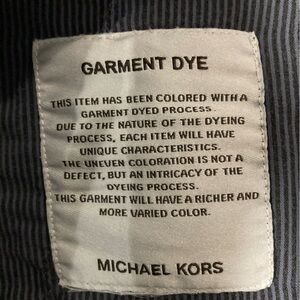 GARMENT DYE
THIS ITEM HAS BEEN COLORED WITH A
GARMENT DYED PROCESS.
DUE TO THE NATURE OF THE DYEING
PROCESS, EACH ITEM WILL HAVE
UNIQUE CHARACTERISTICS.
THE UNEVEN COLORATION IS NOT A
DEFECT, BUT AN INTRICACY OF THE
DYEING PROCESS.
THIS GARMENT WILL HAVE A RICHER AND
MORE VARIED COLOR.
MICHAEL KORS